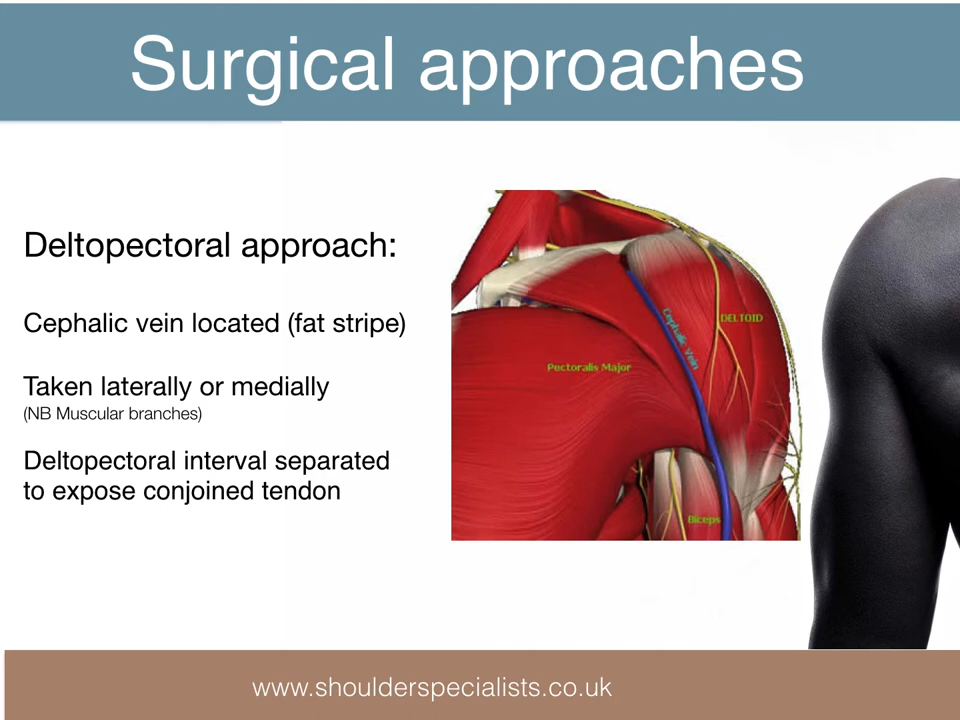 Surgical approaches
Deltopectoral approach:
Cephalic vein located (fat stripe)
Taken laterally or medially
(NB Muscular branches)
Deltopectoral interval separated
to expose conjoined tendon
Cephalic Vein
DELTOID
Pectoralis Major
Biceps
www.shoulderspecialists.co.uk